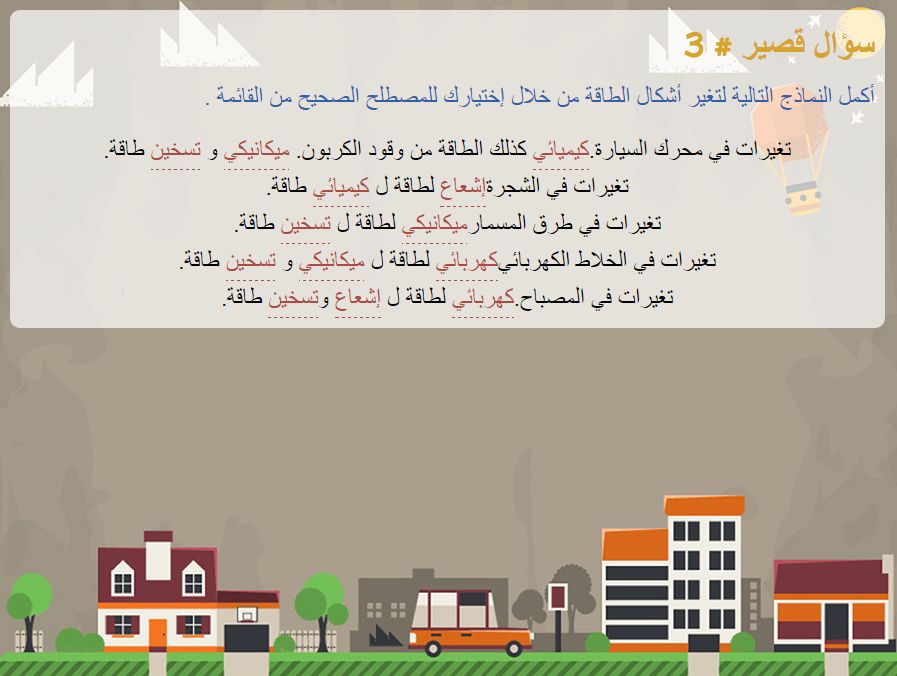 سؤال قصير # 3
أكمل النماذج التالية لتغير أشكال الطاقة من خلال إختيارك للمصطلح الصحيح من القائمة .
تغيرات في محرك السيارة.كيميائي كذلك الطاقة من وقود الكربون. ميكانيكي و تسخين طاقة.
تغيرات في الشجرةإشعاع لطاقة ل كيميائي طاقة.
تغيرات في طرق المسمارميكانيكي لطاقة ل تسخين طاقة.
تغيرات في الخلاط الكهربائيكهربائي لطاقة ل ميكانيكي و تسخين طاقة.
تغيرات في المصباح.كهربائي لطاقة ل إشعاع وتسخين طاقة.